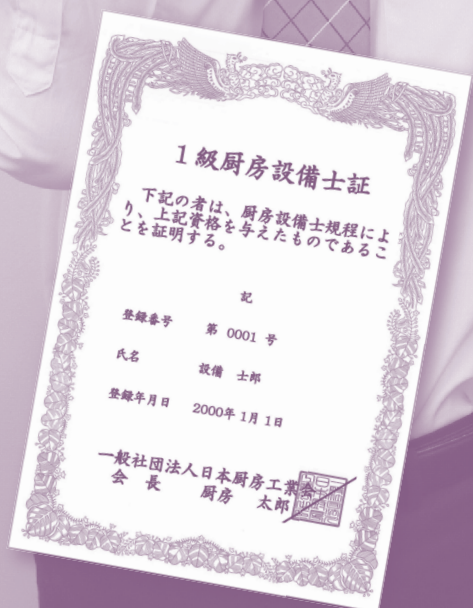 1級厨房設備士証
下記の者は、厨房設備士規程によ
り、上記資格を与えたものであるこ
とを証明する。
記
登録番号 第 0001 号
氏名 設備 士郎
登録年月日 2000年 1月 1日
一般社団法人日本厨房工業会
会長 厨房 太郎